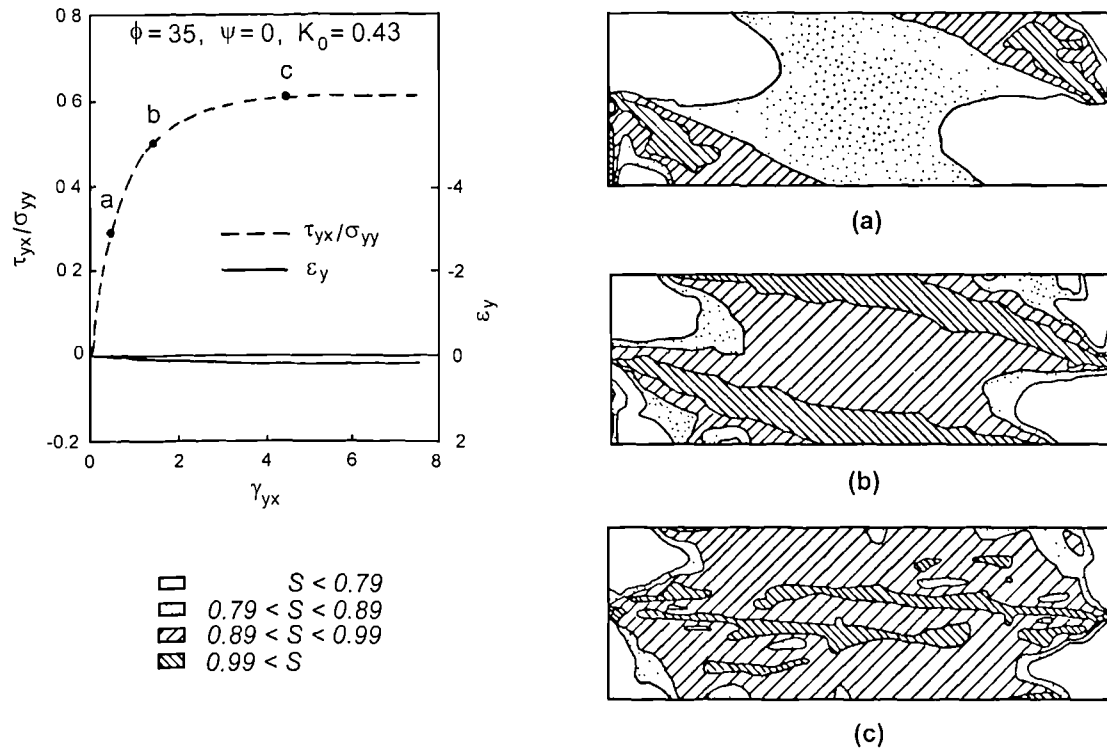 0.8
ϕ = 35, ψ = 0, K₀ = 0.43
c
0.6
b
0.4
a
-4
τyx/σyy
τyx/σyy
εy
0.2
-2
εy
0
0
-0.2
2
0 2 4 6 8
γyx
S < 0.79
0.79 < S < 0.89
0.89 < S < 0.99
0.99 < S
(a)
(b)
(c)